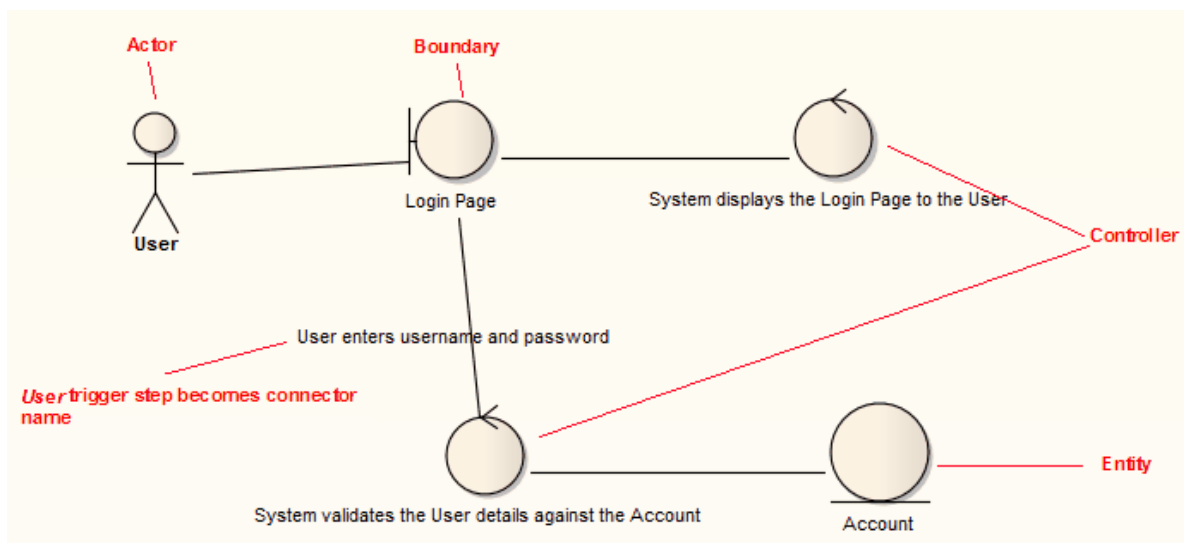 Actor
Boundary
Login Page
System displays the Login Page to the User
User
Controller
User enters username and password
User trigger step becomes connector
name
Entity
System validates the User details against the Account
Account